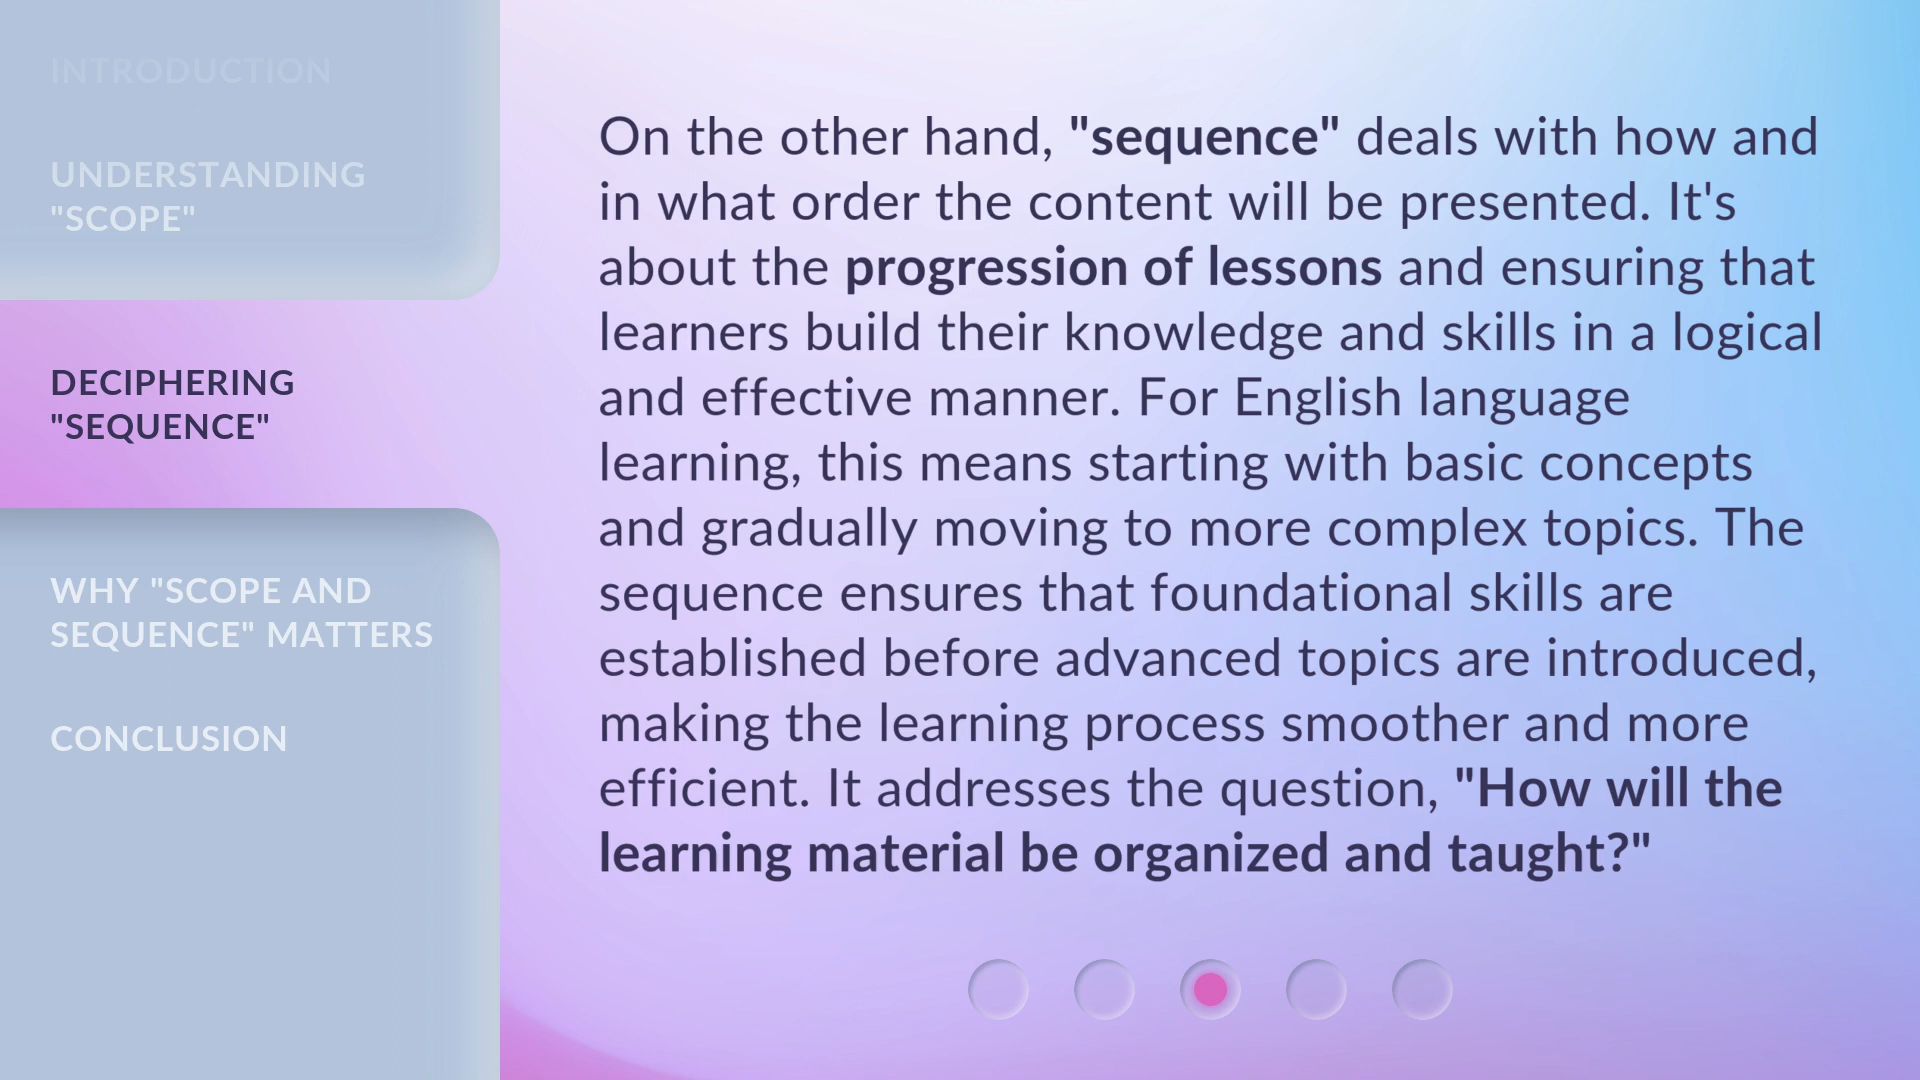 INTRODUCTION
UNDERSTANDING
"SCOPE"
DECIPHERING
"SEQUENCE"
WHY "SCOPE AND
SEQUENCE" MATTERS
CONCLUSION
On the other hand, "sequence" deals with how and
in what order the content will be presented. It's
about the progression of lessons and ensuring that
learners build their knowledge and skills in a logical
and effective manner. For English language
learning, this means starting with basic concepts
and gradually moving to more complex topics. The
sequence ensures that foundational skills are
established before advanced topics are introduced,
making the learning process smoother and more
efficient. It addresses the question, "How will the
learning material be organized and taught?"